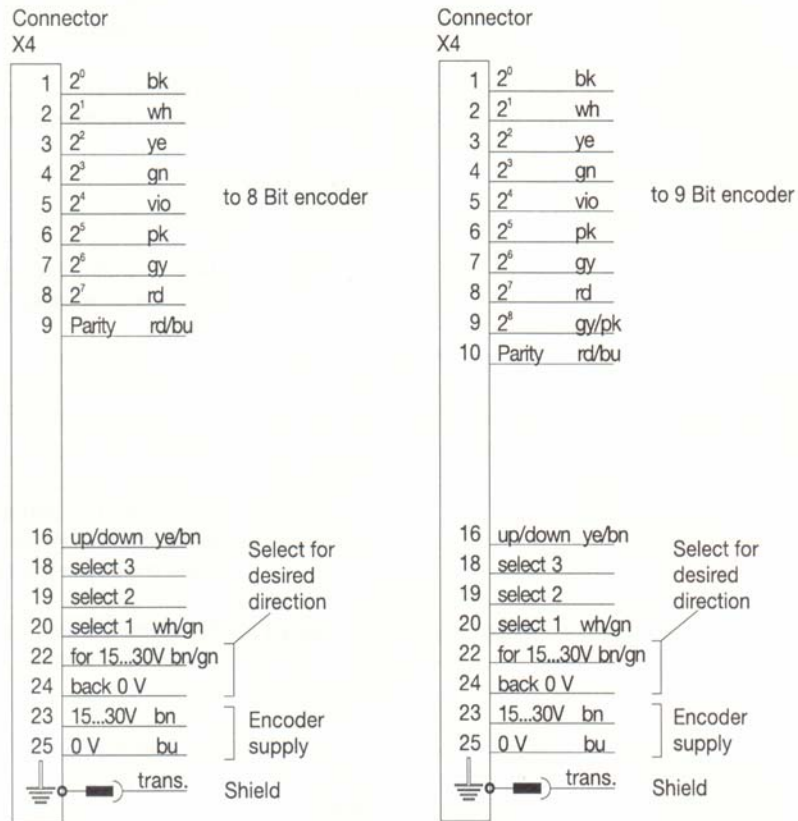 Connector
X4
1 2⁰ bk
2 2¹ wh
3 2² ye
4 2³ gn
5 2⁴ vio
6 2⁵ pk
7 2⁶ gy
8 2⁷ rd
9 Parity rd/bu
to 8 Bit encoder
16 up/down ye/bn
18 select 3
19 select 2
20 select 1 wh/gn
22 for 15...30V bn/gn
24 back 0 V
23 15...30V bn
25 0 V bu
Select for
desired
direction
Encoder
supply
trans.
Shield
Connector
X4
1 2⁰ bk
2 2¹ wh
3 2² ye
4 2³ gn
5 2⁴ vio
6 2⁵ pk
7 2⁶ gy
8 2⁷ rd
9 2⁸ gy/pk
10 Parity rd/bu
to 9 Bit encoder
16 up/down ye/bn
18 select 3
19 select 2
20 select 1 wh/gn
22 for 15...30V bn/gn
24 back 0 V
23 15...30V bn
25 0 V bu
Select for
desired
direction
Encoder
supply
trans.
Shield